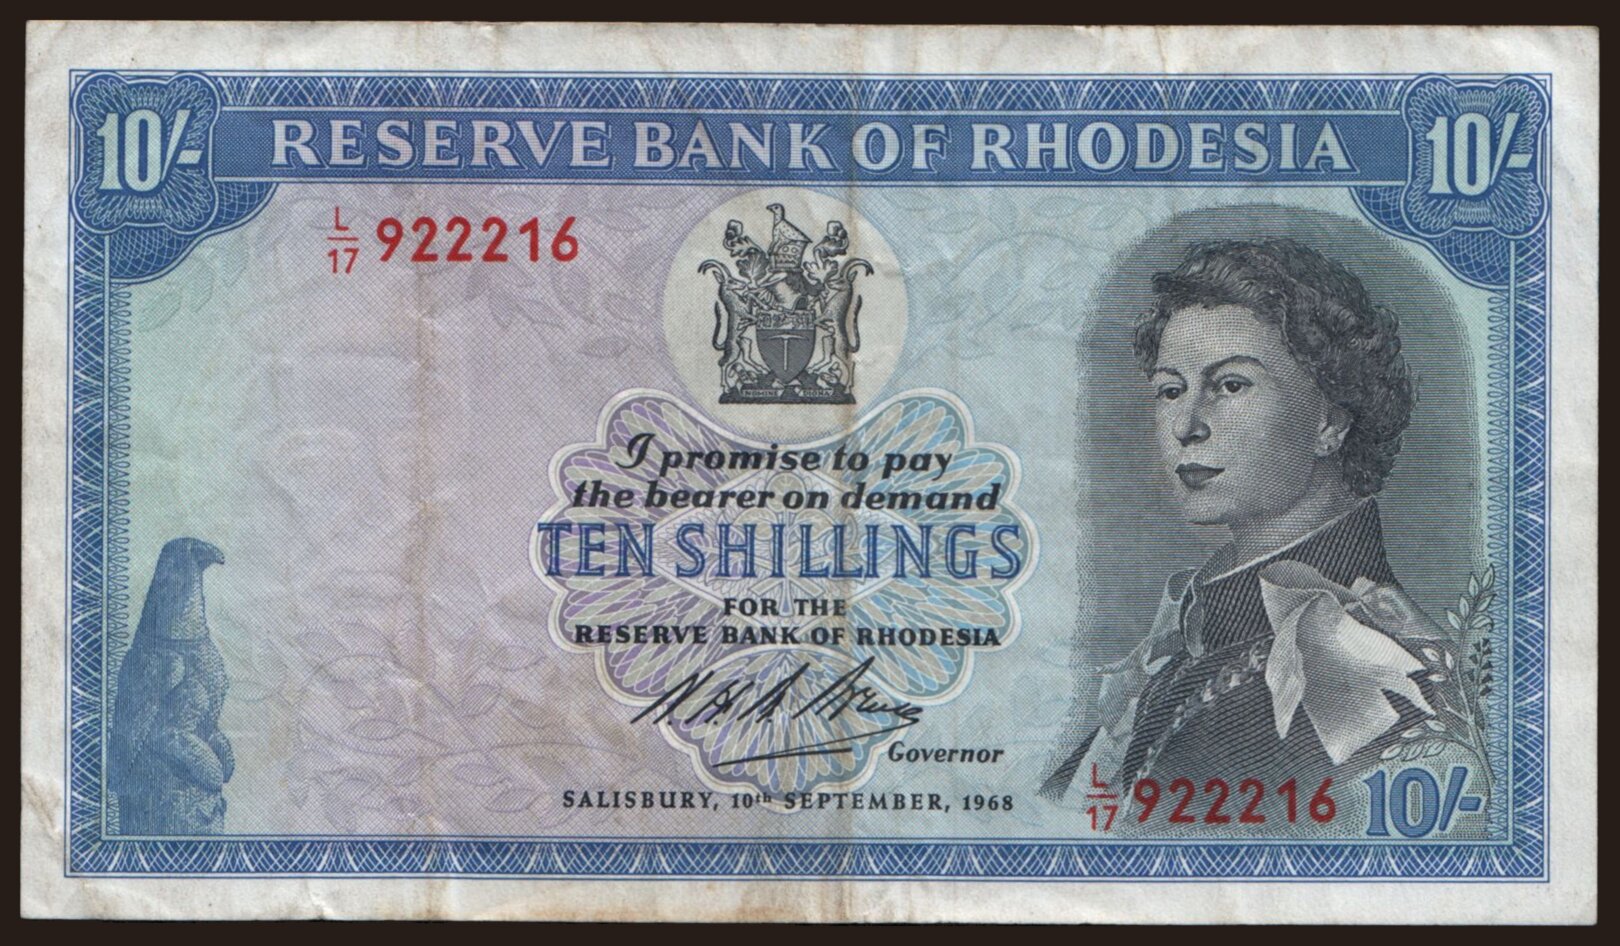 10/- RESERVE BANK OF RHODESIA 10/-
L/17 922216
I promise to pay
the bearer on demand
TEN SHILLINGS
FOR THE
RESERVE BANK OF RHODESIA
Governor
SALISBURY, 10th SEPTEMBER, 1968
L/17 922216 10/-